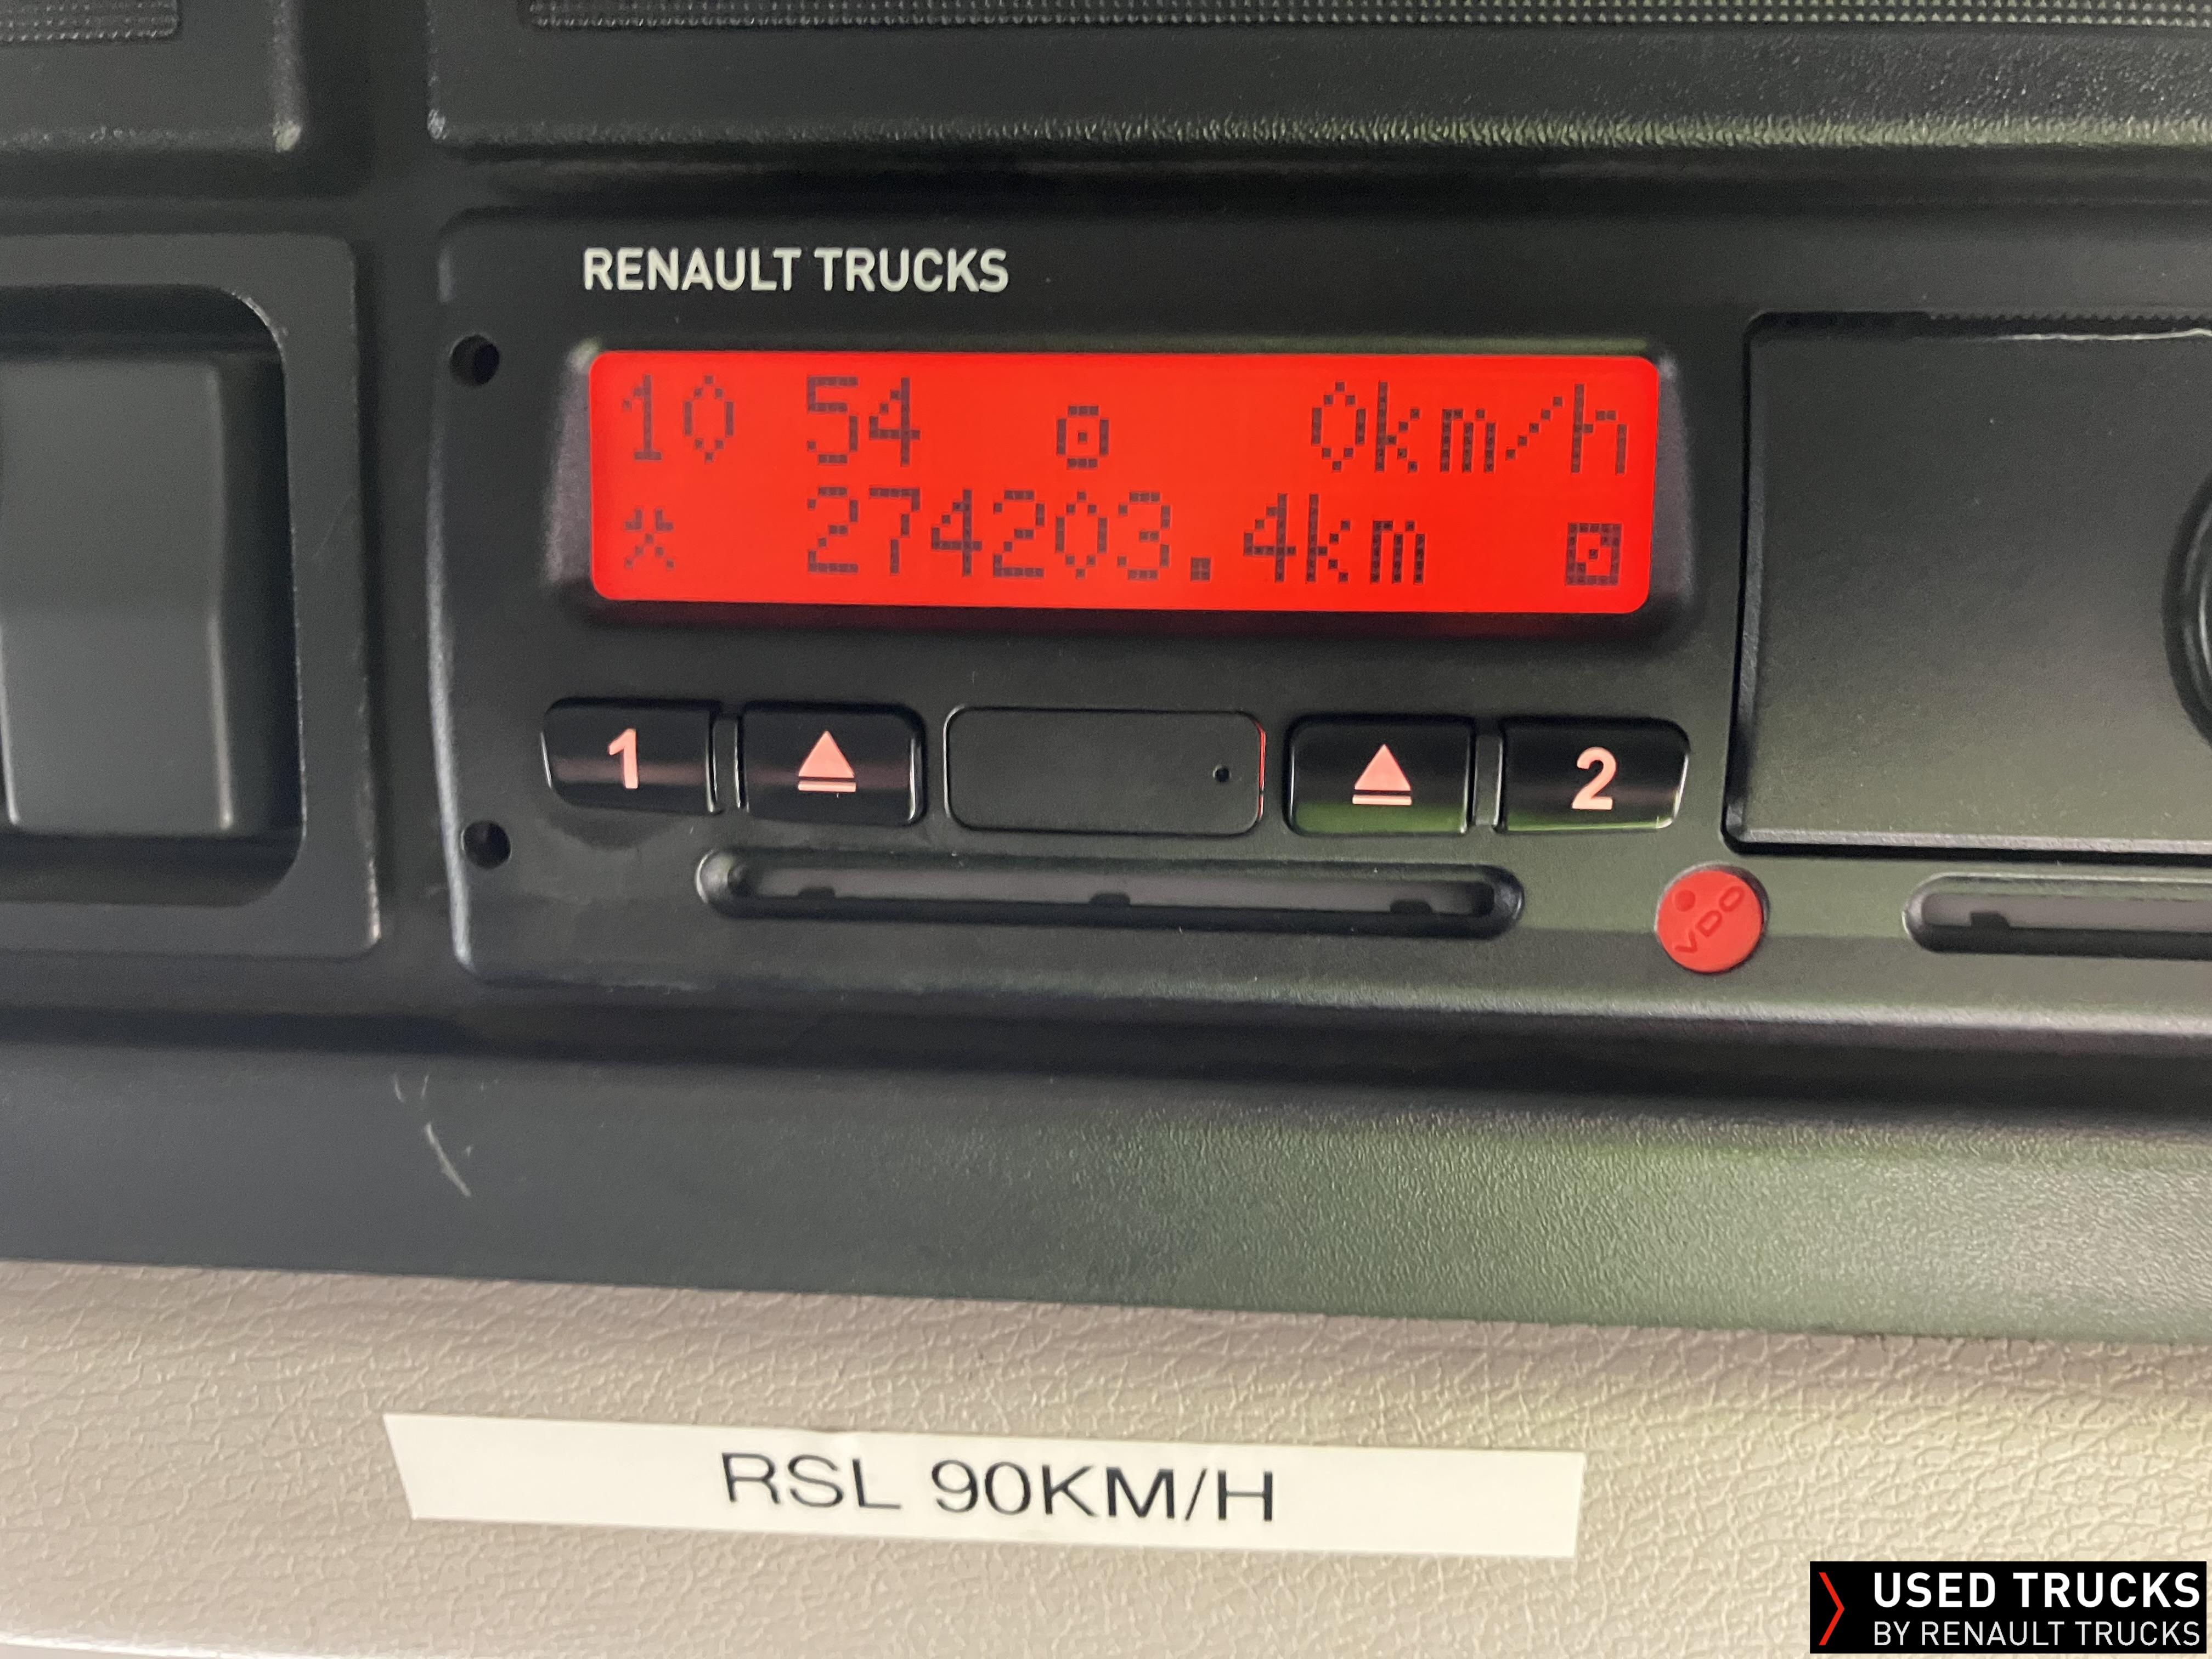 RENAULT TRUCKS
10 54 0km/h
274203.4km
1 2
VDO
RSL 90KM/H
USED TRUCKS
BY RENAULT TRUCKS